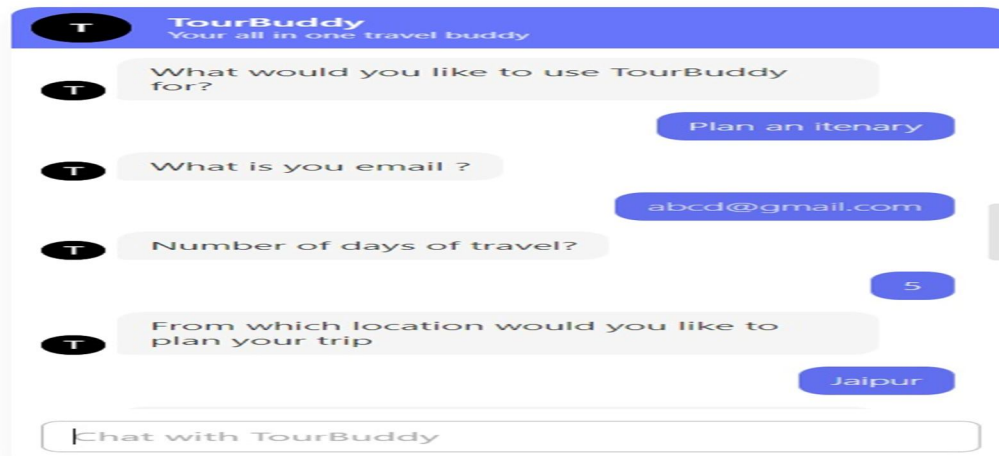 T
TourBuddy
Your all in one travel buddy
What would you like to use TourBuddy
for?
T
Plan an itenary
What is you email ?
T
abcd@gmail.com
Number of days of travel?
T
5
From which location would you like to
plan your trip
T
Jaipur
Chat with TourBuddy